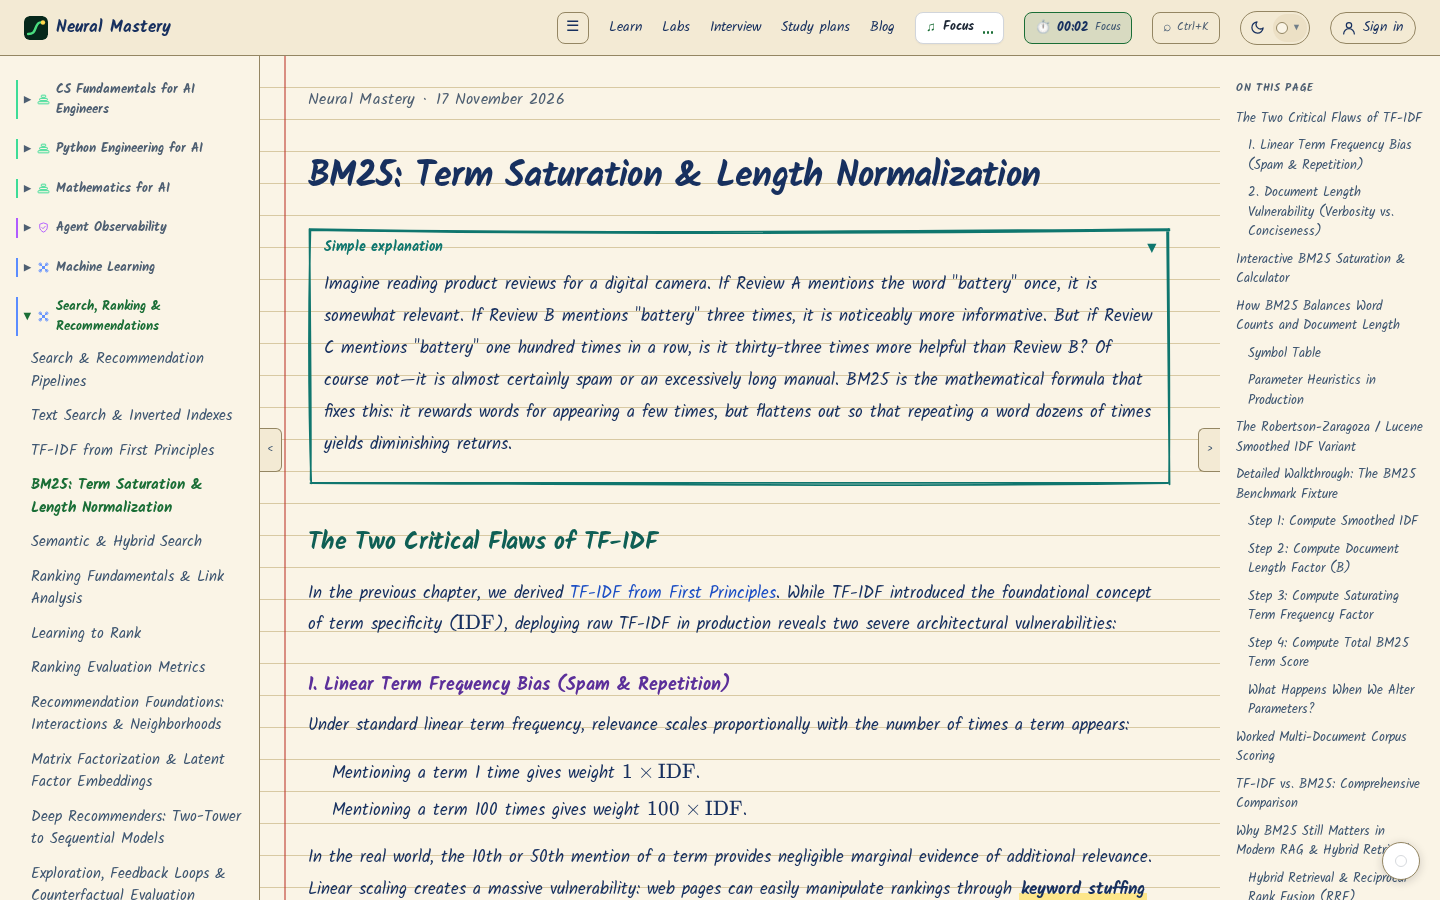 Neural Mastery
Learn
Labs
Interview
Study plans
Blog
Focus
00:02 Focus
Ctrl+K
Sign in
CS Fundamentals for AI
Engineers
Python Engineering for AI
Mathematics for AI
Agent Observability
Machine Learning
Search, Ranking &
Recommendations
Search & Recommendation
Pipelines
Text Search & Inverted Indexes
TF-IDF from First Principles
BM25: Term Saturation &
Length Normalization
Semantic & Hybrid Search
Ranking Fundamentals & Link
Analysis
Learning to Rank
Ranking Evaluation Metrics
Recommendation Foundations:
Interactions & Neighborhoods
Matrix Factorization & Latent
Factor Embeddings
Deep Recommenders: Two-Tower
to Sequential Models
Exploration, Feedback Loops &
Counterfactual Evaluation
Neural Mastery · 17 November 2026
BM25: Term Saturation & Length Normalization
Simple explanation
Imagine reading product reviews for a digital camera. If Review A mentions the word "battery" once, it is
somewhat relevant. If Review B mentions "battery" three times, it is noticeably more informative. But if Review
C mentions "battery" one hundred times in a row, is it thirty-three times more helpful than Review B? Of
course not—it is almost certainly spam or an excessively long manual. BM25 is the mathematical formula that
fixes this: it rewards words for appearing a few times, but flattens out so that repeating a word dozens of times
yields diminishing returns.
The Two Critical Flaws of TF-IDF
In the previous chapter, we derived TF-IDF from First Principles. While TF-IDF introduced the foundational concept
of term specificity (IDF), deploying raw TF-IDF in production reveals two severe architectural vulnerabilities:
1. Linear Term Frequency Bias (Spam & Repetition)
Under standard linear term frequency, relevance scales proportionally with the number of times a term appears:
Mentioning a term 1 time gives weight 1 × IDF.
Mentioning a term 100 times gives weight 100 × IDF.
In the real world, the 10th or 50th mention of a term provides negligible marginal evidence of additional relevance.
Linear scaling creates a massive vulnerability: web pages can easily manipulate rankings through keyword stuffing
ON THIS PAGE
The Two Critical Flaws of TF-IDF
1. Linear Term Frequency Bias
(Spam & Repetition)
2. Document Length
Vulnerability (Verbosity vs.
Conciseness)
Interactive BM25 Saturation &
Calculator
How BM25 Balances Word
Counts and Document Length
Symbol Table
Parameter Heuristics in
Production
The Robertson-Zaragoza / Lucene
Smoothed IDF Variant
Detailed Walkthrough: The BM25
Benchmark Fixture
Step 1: Compute Smoothed IDF
Step 2: Compute Document
Length Factor (B)
Step 3: Compute Saturating
Term Frequency Factor
Step 4: Compute Total BM25
Term Score
What Happens When We Alter
Parameters?
Worked Multi-Document Corpus
Scoring
TF-IDF vs. BM25: Comprehensive
Comparison
Why BM25 Still Matters in
Modern RAG & Hybrid
Hybrid Retrieval & Reciprocal
Rank Fusion (RRF)